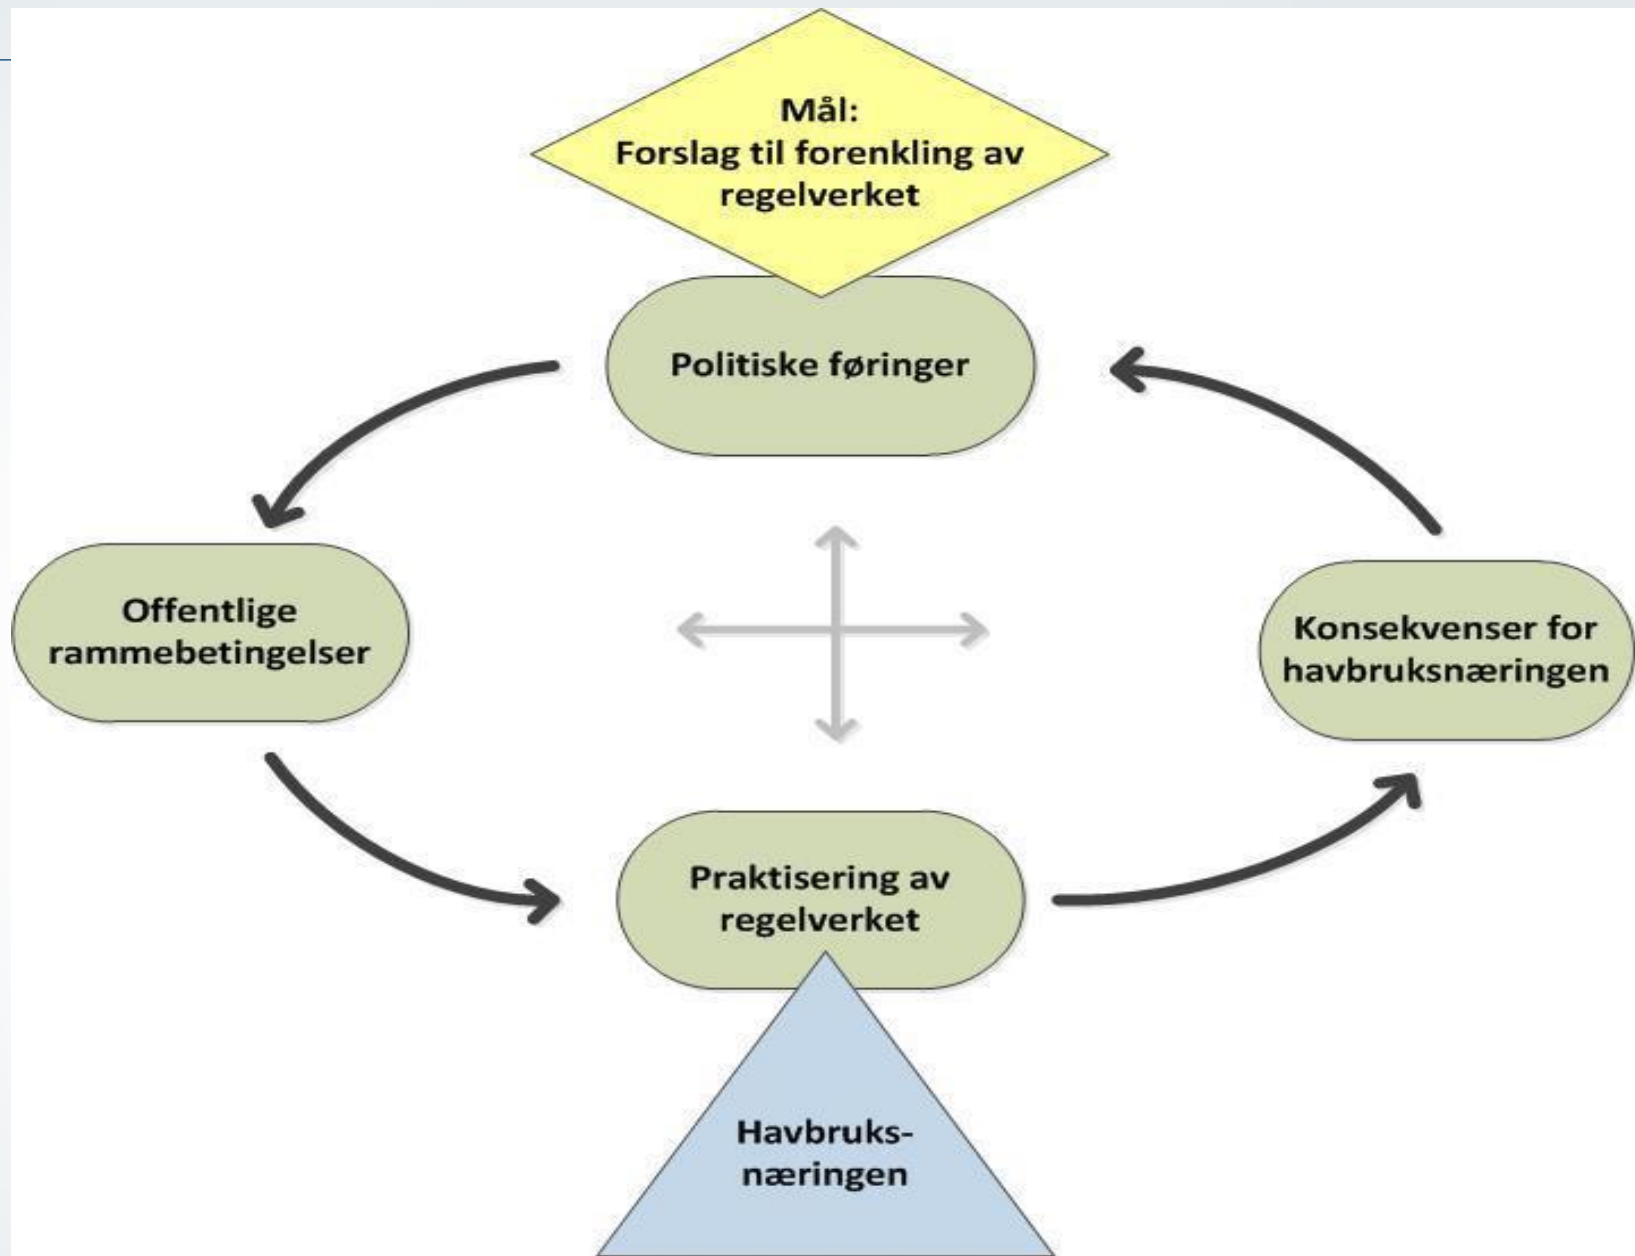 Mål:
Forslag til forenkling av
regelverket
Politiske føringer
Offentlige
rammebetingelser
Konsekvenser for
havbruksnæringen
Praktisering av
regelverket
Havbruks-
næringen